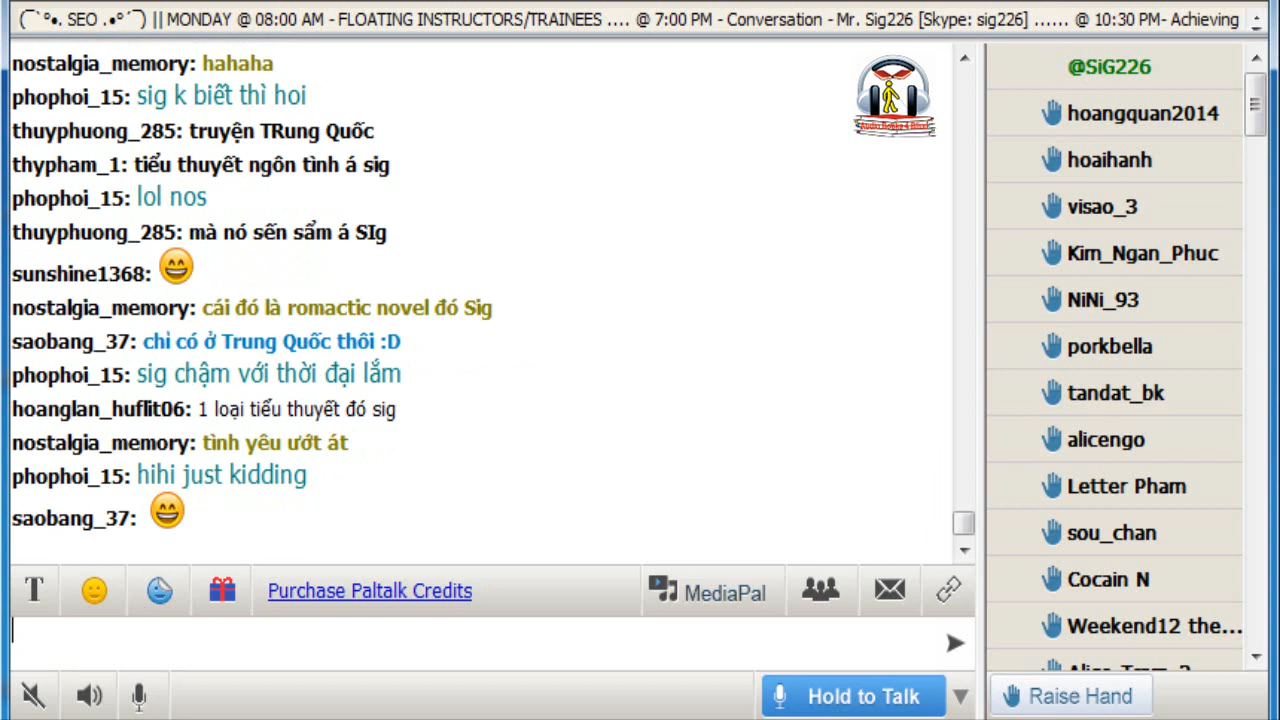 (¯`°•. SEO .•°´¯) || MONDAY @ 08:00 AM - FLOATING INSTRUCTORS/TRAINEES .... @ 7:00 PM - Conversation - Mr. Sig226 [Skype: sig226] ...... @ 10:30 PM- Achieving
nostalgia_memory: hahaha
phophoi_15: sig k biết thì hoi
thuyphuong_285: truyện TRung Quốc
thypham_1: tiểu thuyết ngôn tình á sig
phophoi_15: lol nos
thuyphuong_285: mà nó sến sẩm á SIg
sunshine1368:
nostalgia_memory: cái đó là romactic novel đó Sig
saobang_37: chỉ có ở Trung Quốc thôi :D
phophoi_15: sig chậm với thời đại lắm
hoanglan_huflit06: 1 loại tiểu thuyết đó sig
nostalgia_memory: tình yêu ướt át
phophoi_15: hihi just kidding
saobang_37:
T
Purchase Paltalk Credits
MediaPal
Hold to Talk
@SiG226
hoangquan2014
hoaihanh
visao_3
Kim_Ngan_Phuc
NiNi_93
porkbella
tandat_bk
alicengo
Letter Pham
sou_chan
Cocain N
Weekend12 the...
Raise Hand